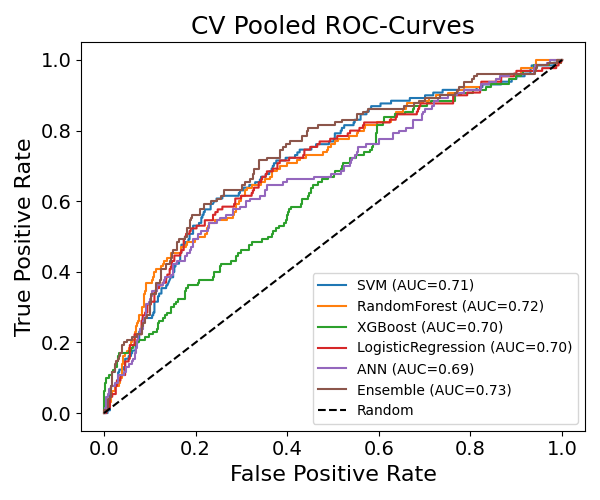 CV Pooled ROC-Curves
True Positive Rate
1.0
0.8
0.6
0.4
0.2
0.0
SVM (AUC=0.71)
RandomForest (AUC=0.72)
XGBoost (AUC=0.70)
LogisticRegression (AUC=0.70)
ANN (AUC=0.69)
Ensemble (AUC=0.73)
Random
0.0 0.2 0.4 0.6 0.8 1.0
False Positive Rate